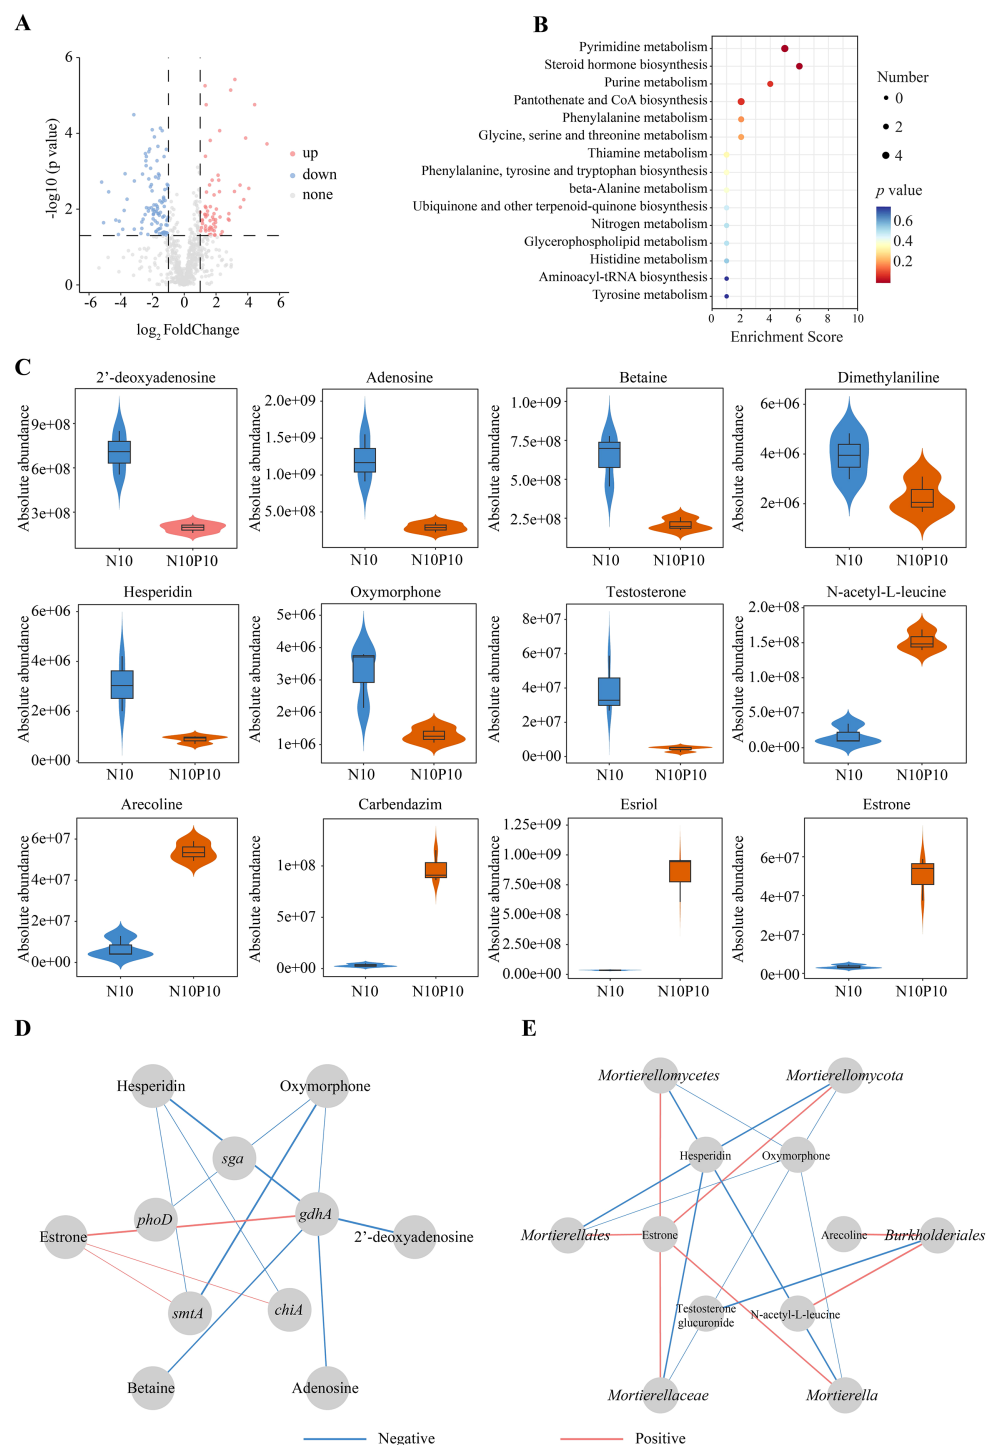 A
6
4
2
0
-log10 (p value)
-6
-4
-2
0
2
4
6
log2 FoldChange
up
down
none
B
Pyrimidine metabolism
Steroid hormone biosynthesis
Purine metabolism
Pantothenate and CoA biosynthesis
Phenylalanine metabolism
Glycine, serine and threonine metabolism
Thiamine metabolism
Phenylalanine, tyrosine and tryptophan biosynthesis
beta-Alanine metabolism
Ubiquinone and other terpenoid-quinone biosynthesis
Nitrogen metabolism
Glycerophospholipid metabolism
Histidine metabolism
Aminoacyl-tRNA biosynthesis
Tyrosine metabolism
0 2 4 6 8 10
Enrichment Score
Number
0
2
4
p value
0.6
0.4
0.2
C
2’-deoxyadenosine
Absolute abundance
9e+08
6e+08
3e+08
N10 N10P10
Adenosine
Absolute abundance
2.0e+09
1.5e+09
1.0e+09
5.0e+08
N10 N10P10
Betaine
Absolute abundance
1.0e+09
7.5e+08
5.0e+08
2.5e+08
N10 N10P10
Dimethylaniline
Absolute abundance
6e+06
4e+06
2e+06
N10 N10P10
Hesperidin
Absolute abundance
6e+06
4e+06
2e+06
0e+00
N10 N10P10
Oxymorphone
Absolute abundance
5e+06
4e+06
3e+06
2e+06
1e+06
N10 N10P10
Testosterone
Absolute abundance
8e+07
6e+07
4e+07
2e+07
0e+00
N10 N10P10
N-acetyl-L-leucine
Absolute abundance
2.0e+08
1.5e+08
1.0e+08
5.0e+07
0.0e+00
N10 N10P10
Arecoline
Absolute abundance
6e+07
4e+07
2e+07
0e+00
N10 N10P10
Carbendazim
Absolute abundance
1e+08
5e+07
0e+00
N10 N10P10
Esriol
Absolute abundance
1.25e+09
1.00e+09
8.75e+08
5.00e+08
2.50e+08
0.00e+00
N10 N10P10
Estrone
Absolute abundance
6e+07
4e+07
2e+07
0e+00
N10 N10P10
D
Hesperidin
Oxymorphone
sga
phoD
gdhA
Estrone
2’-deoxyadenosine
smtA
chiA
Betaine
Adenosine
E
Mortierellomycetes
Mortierellomycota
Hesperidin
Oxymorphone
Mortierellales
Estrone
Arecoline
Burkholderiales
Testosterone
glucuronide
N-acetyl-L-leucine
Mortierellaceae
Mortierella
Negative
Positive